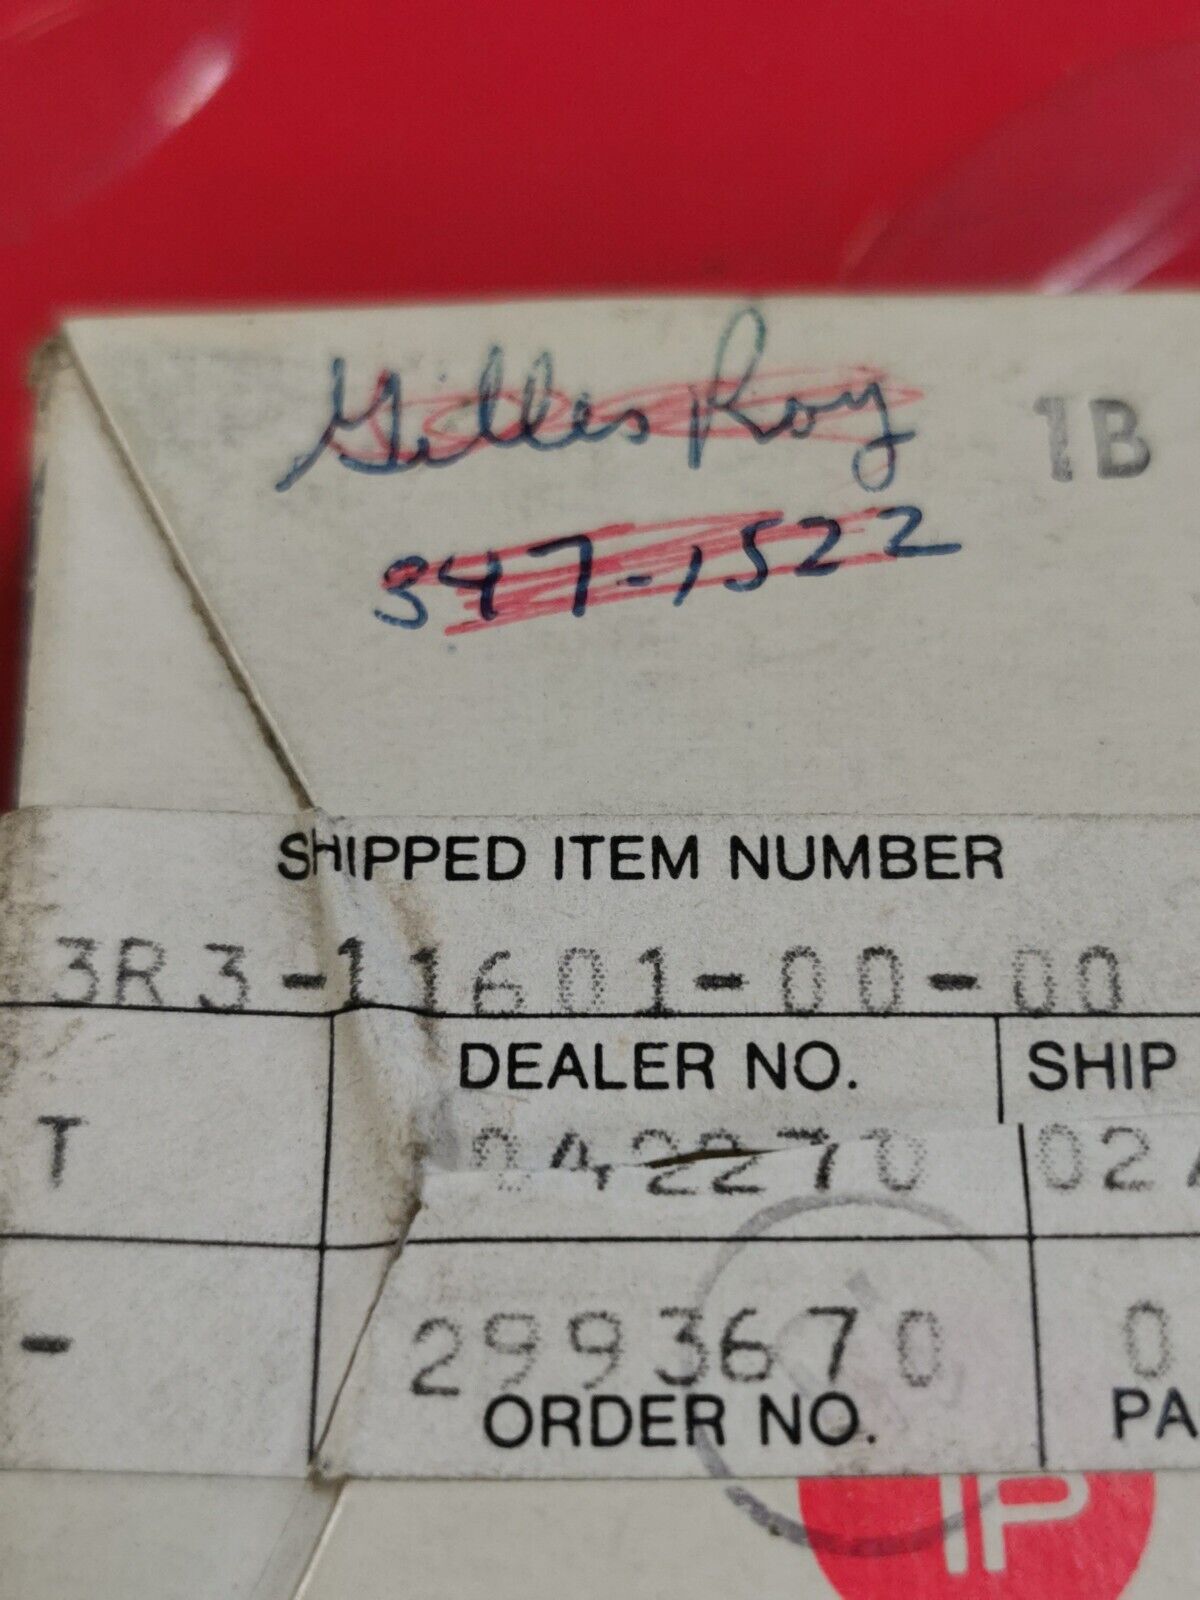 Gilles Roy
1B
347-1522
SHIPPED ITEM NUMBER
3R3-11601-00-00
DEALER NO. SHIP
T 042270 02
- 2993670 0
ORDER NO. PA
IP